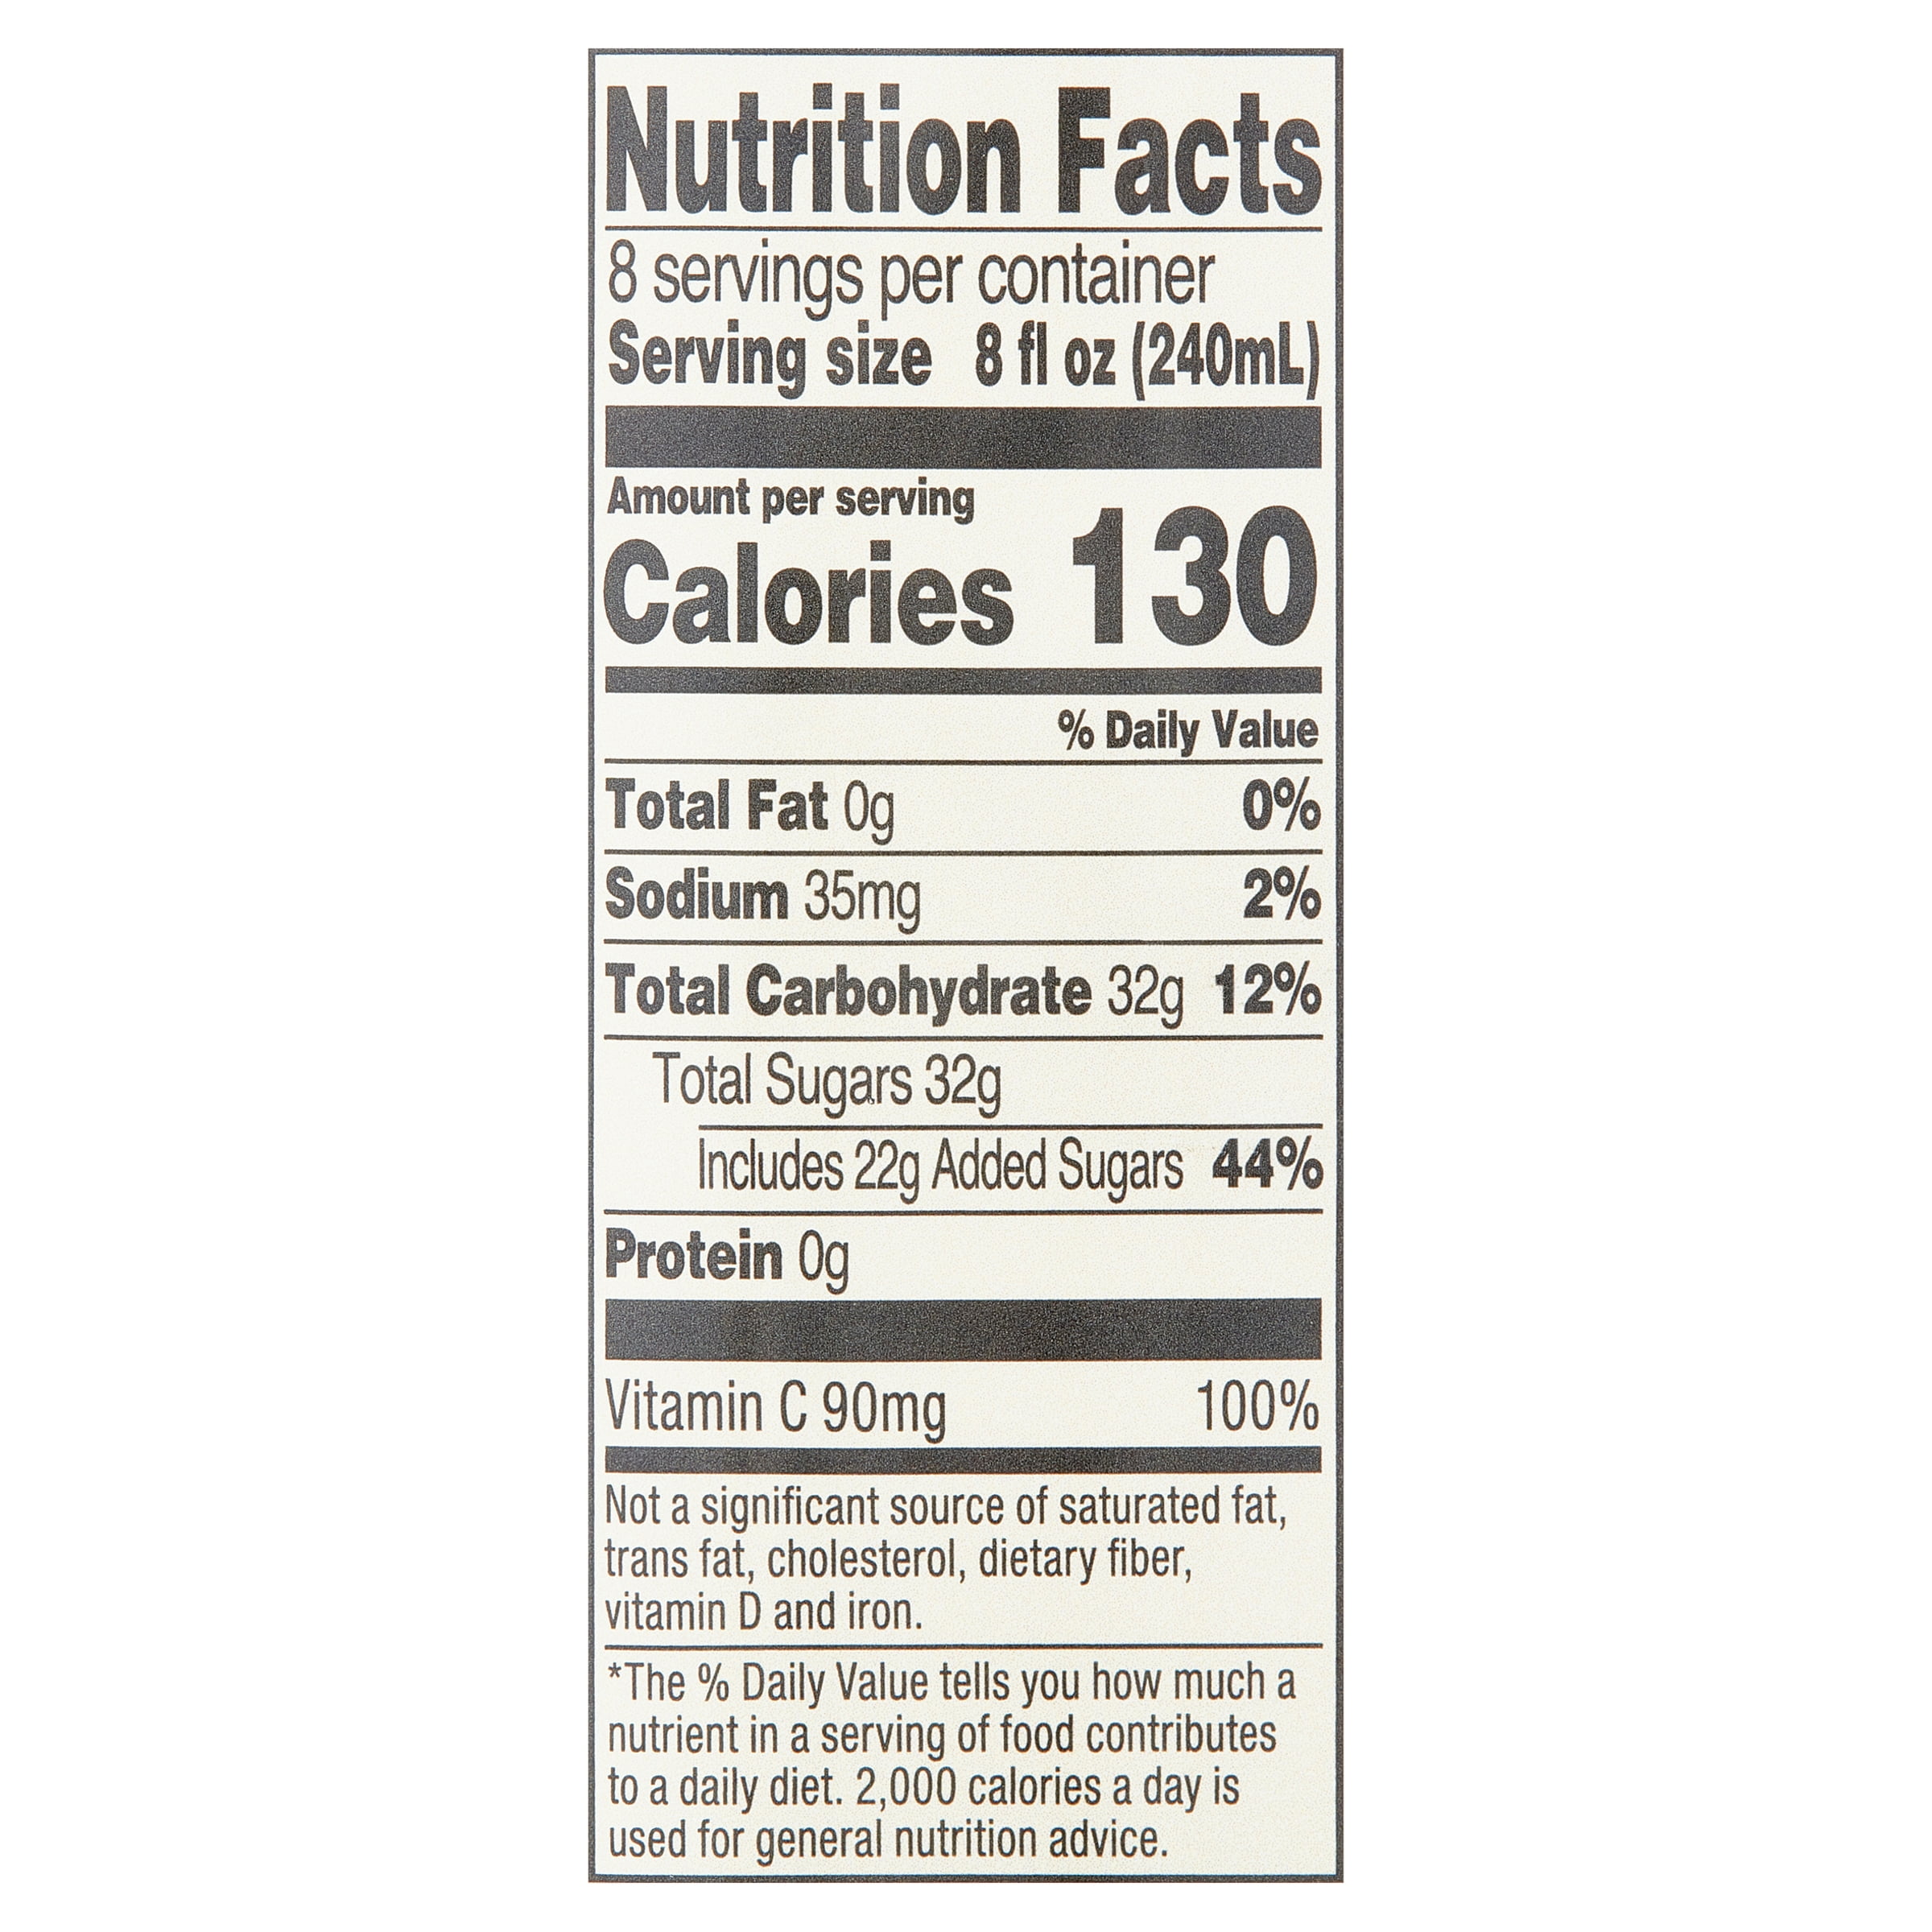 Nutrition Facts
8 servings per container
Serving size 8 fl oz (240mL)
Amount per serving
Calories 130
% Daily Value
Total Fat 0g 0%
Sodium 35mg 2%
Total Carbohydrate 32g 12%
Total Sugars 32g
Includes 22g Added Sugars 44%
Protein 0g
Vitamin C 90mg 100%
Not a significant source of saturated fat,
trans fat, cholesterol, dietary fiber,
vitamin D and iron.
*The % Daily Value tells you how much a
nutrient in a serving of food contributes
to a daily diet. 2,000 calories a day is
used for general nutrition advice.